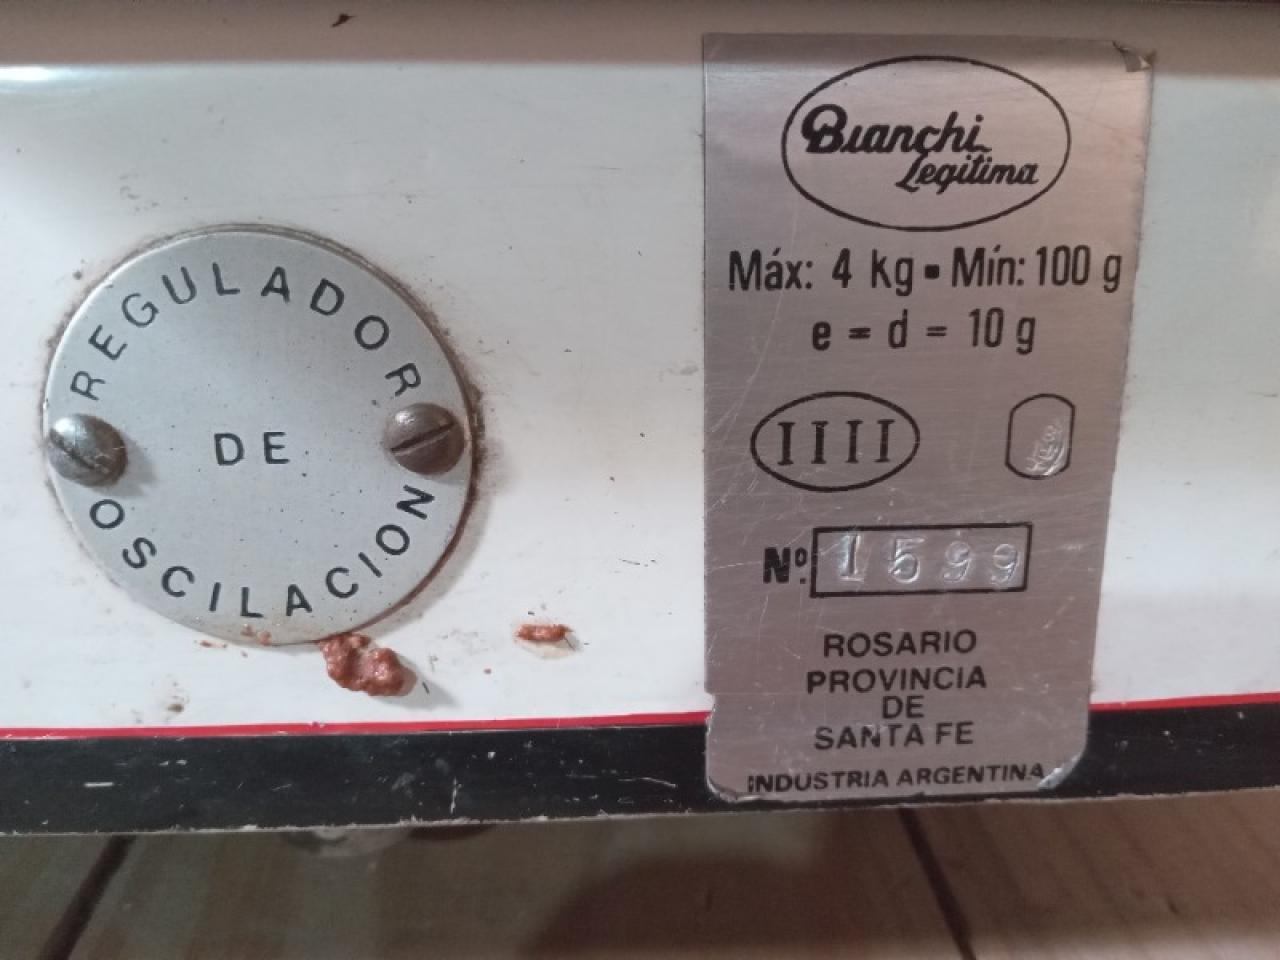 REGULADOR
DE
OSCILACION
Bianchi
Legitima
Máx: 4 kg ▪ Mín: 100 g
e = d = 10 g
IIII
Nº. 1599
ROSARIO
PROVINCIA
DE
SANTA FE
INDUSTRIA ARGENTINA